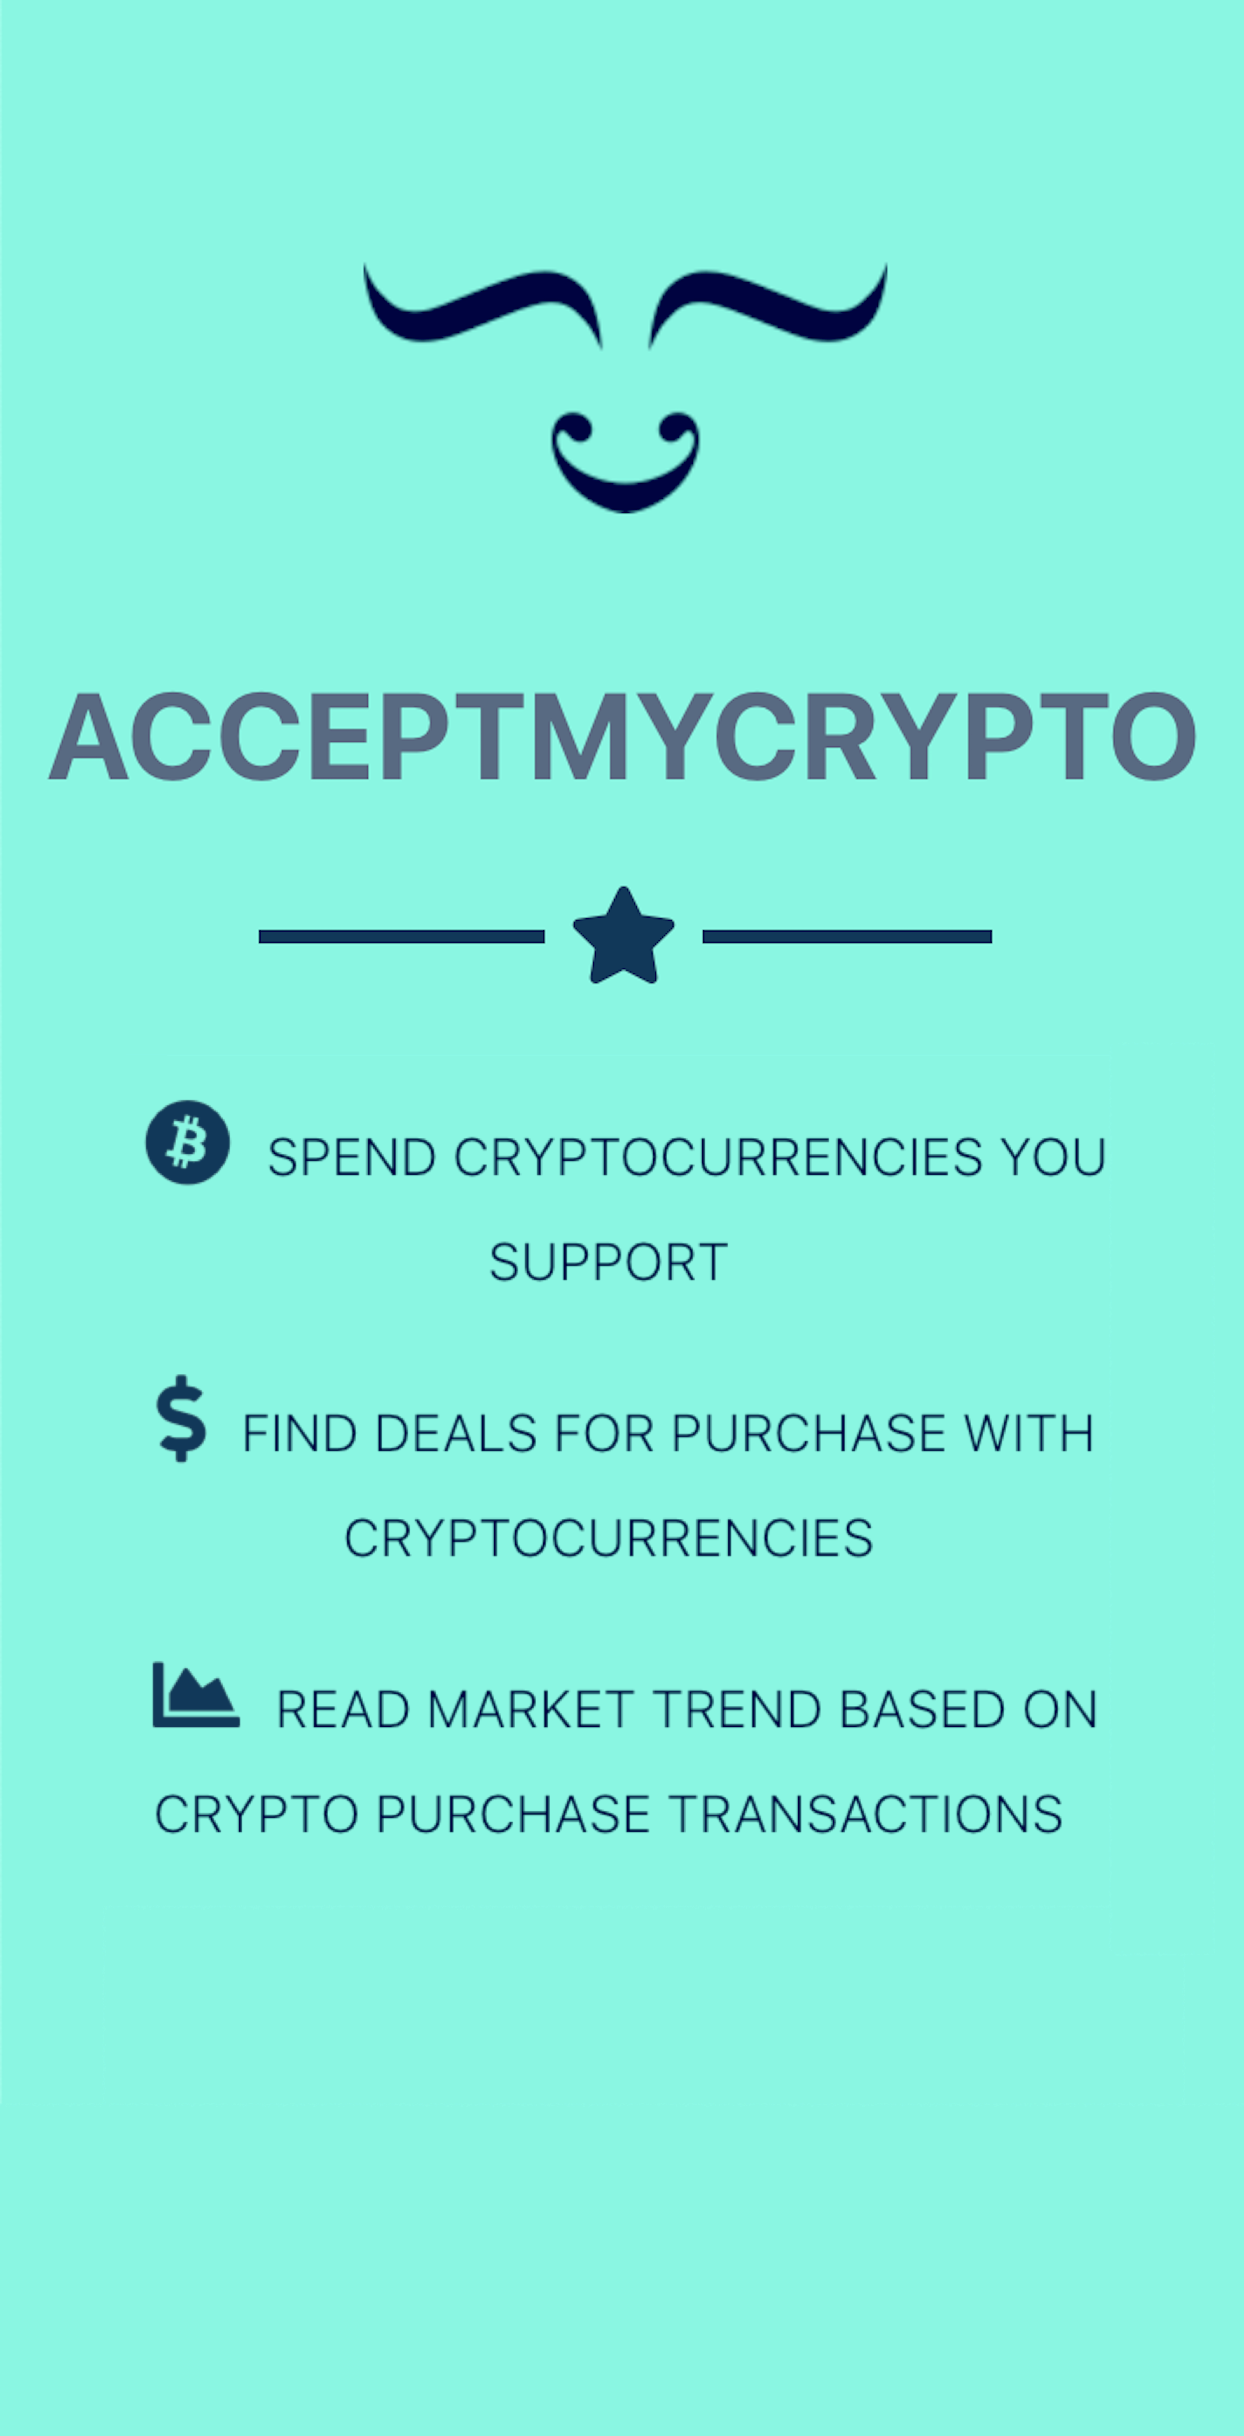 ACCEPTMYCRYPTO
SPEND CRYPTOCURRENCIES YOU
SUPPORT
FIND DEALS FOR PURCHASE WITH
CRYPTOCURRENCIES
READ MARKET TREND BASED ON
CRYPTO PURCHASE TRANSACTIONS